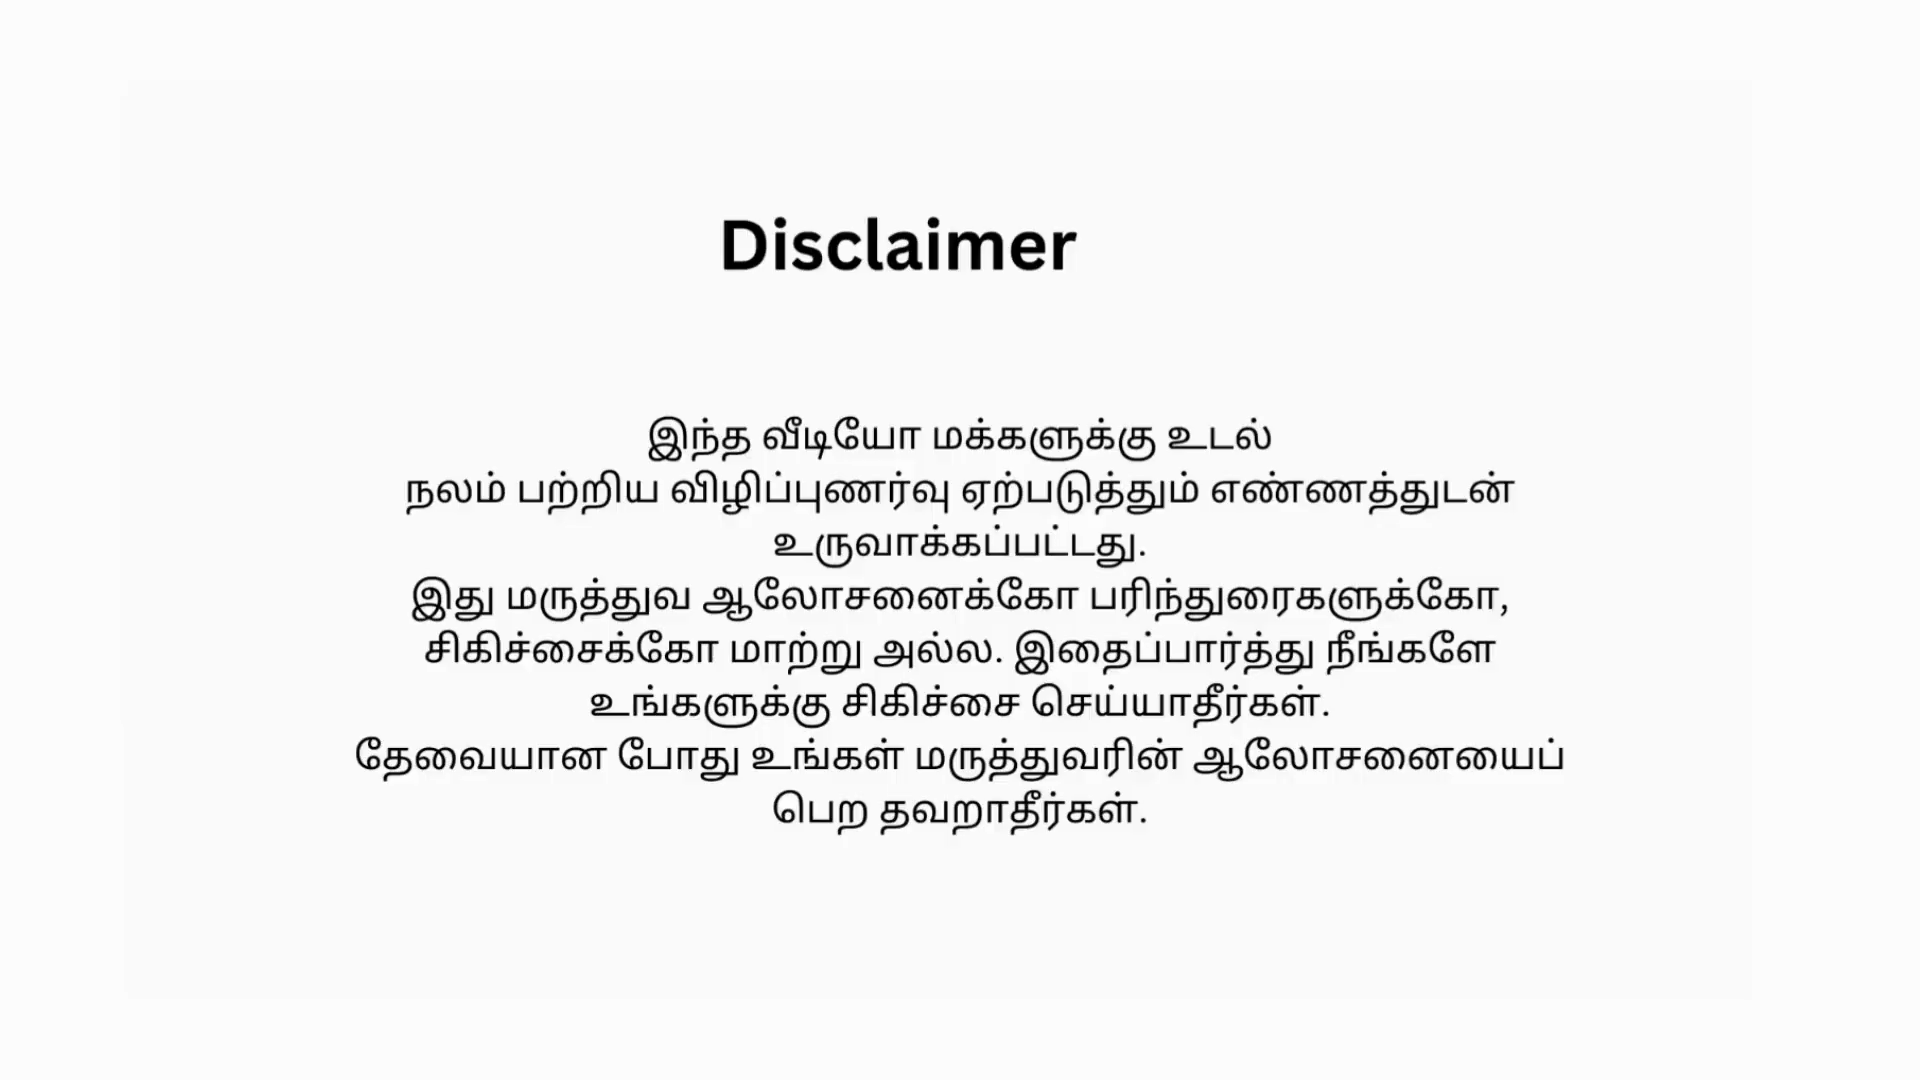 Disclaimer
இந்த வீடியோ மக்களுக்கு உடல்
நலம் பற்றிய விழிப்புணர்வு ஏற்படுத்தும் எண்ணத்துடன்
உருவாக்கப்பட்டது.
இது மருத்துவ ஆலோசனைக்கோ பரிந்துரைகளுக்கோ,
சிகிச்சைக்கோ மாற்று அல்ல. இதைப்பார்த்து நீங்களே
உங்களுக்கு சிகிச்சை செய்யாதீர்கள்.
தேவையான போது உங்கள் மருத்துவரின் ஆலோசனையைப்
பெற தவறாதீர்கள்.